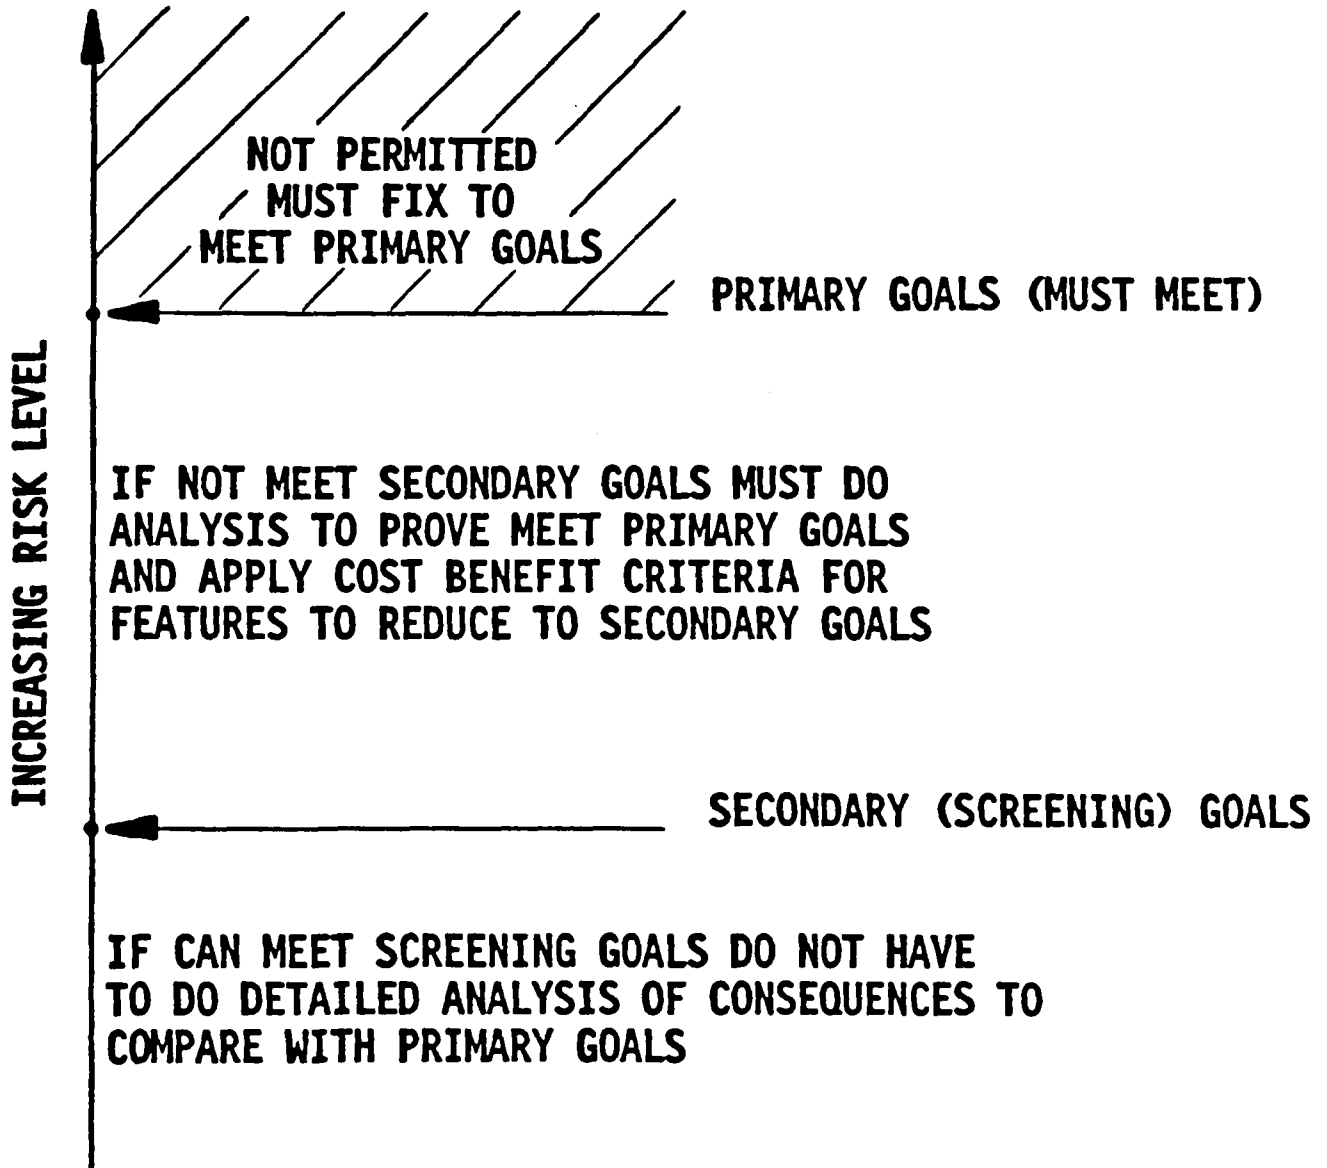 NOT PERMITTED
MUST FIX TO
MEET PRIMARY GOALS
PRIMARY GOALS (MUST MEET)
INCREASING RISK LEVEL
IF NOT MEET SECONDARY GOALS MUST DO
ANALYSIS TO PROVE MEET PRIMARY GOALS
AND APPLY COST BENEFIT CRITERIA FOR
FEATURES TO REDUCE TO SECONDARY GOALS
SECONDARY (SCREENING) GOALS
IF CAN MEET SCREENING GOALS DO NOT HAVE
TO DO DETAILED ANALYSIS OF CONSEQUENCES TO
COMPARE WITH PRIMARY GOALS